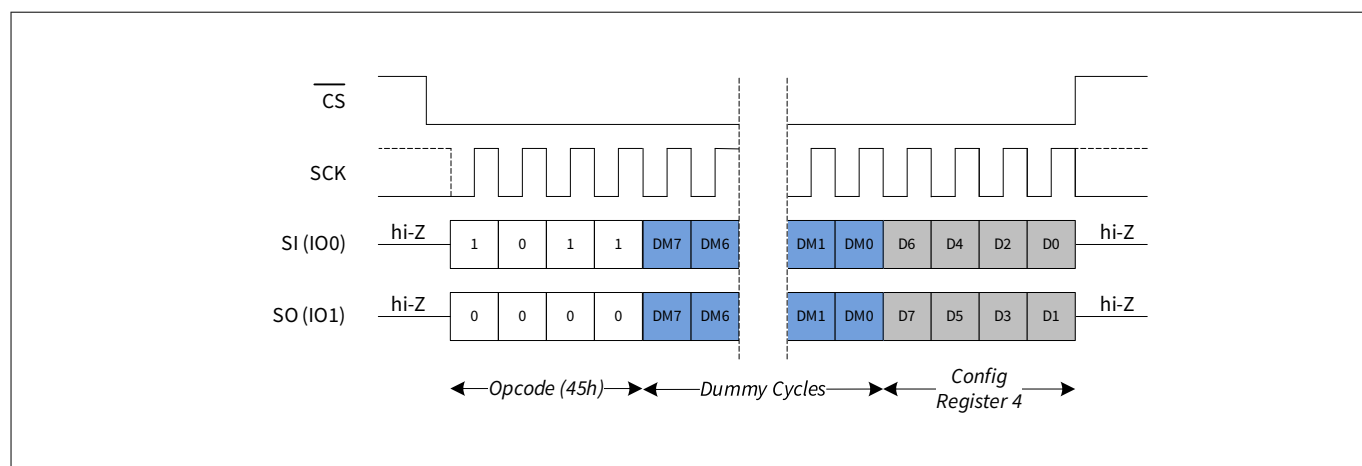 CS
SCK
SI (IO0) hi-Z 1 0 1 1 DM7 DM6 DM1 DM0 D6 D4 D2 D0 hi-Z
SO (IO1) hi-Z 0 0 0 0 DM7 DM6 DM1 DM0 D7 D5 D3 D1 hi-Z
Opcode (45h) Dummy Cycles Config
Register 4